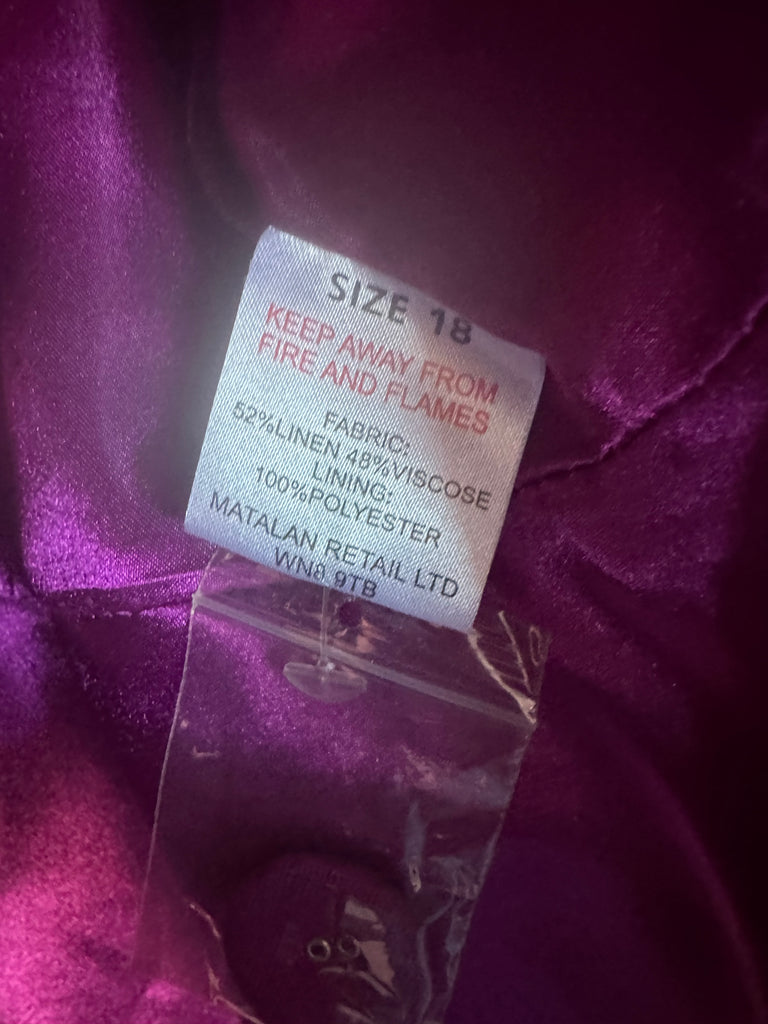 SIZE 18
KEEP AWAY FROM
FIRE AND FLAMES
FABRIC:
52%LINEN 48%VISCOSE
LINING:
100%POLYESTER
MATALAN RETAIL LTD
WN8 9TB